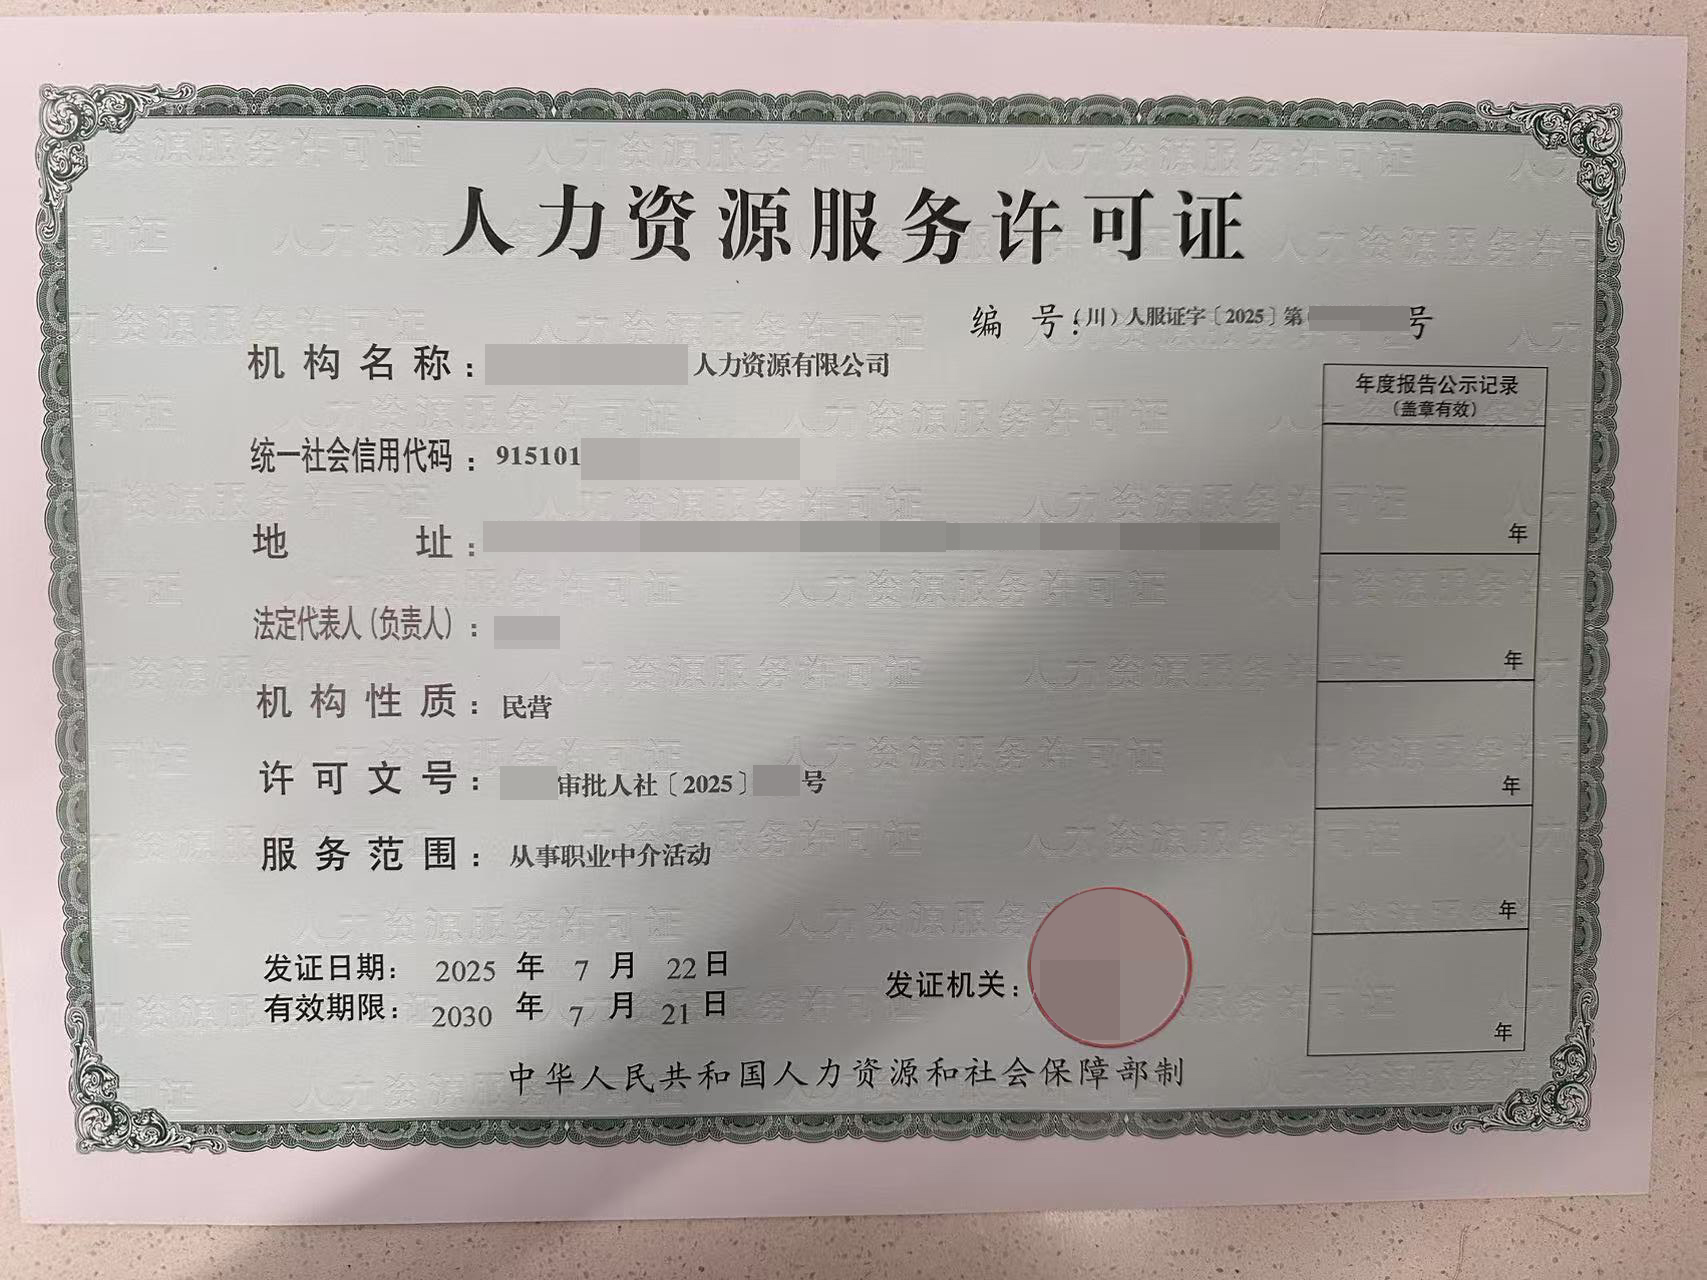 人力资源服务许可证
编 号：（川）人服证字〔2025〕第 号
机构名称： 人力资源有限公司
统一社会信用代码：915101
地 址：
法定代表人（负责人）：
机构性质：民营
许可文号： 审批人社〔2025〕 号
服务范围：从事职业中介活动
发证日期： 2025 年 7 月 22 日
有效期限： 2030 年 7 月 21 日
发证机关：
年度报告公示记录
（盖章有效）
年
年
年
年
年
中华人民共和国人力资源和社会保障部制